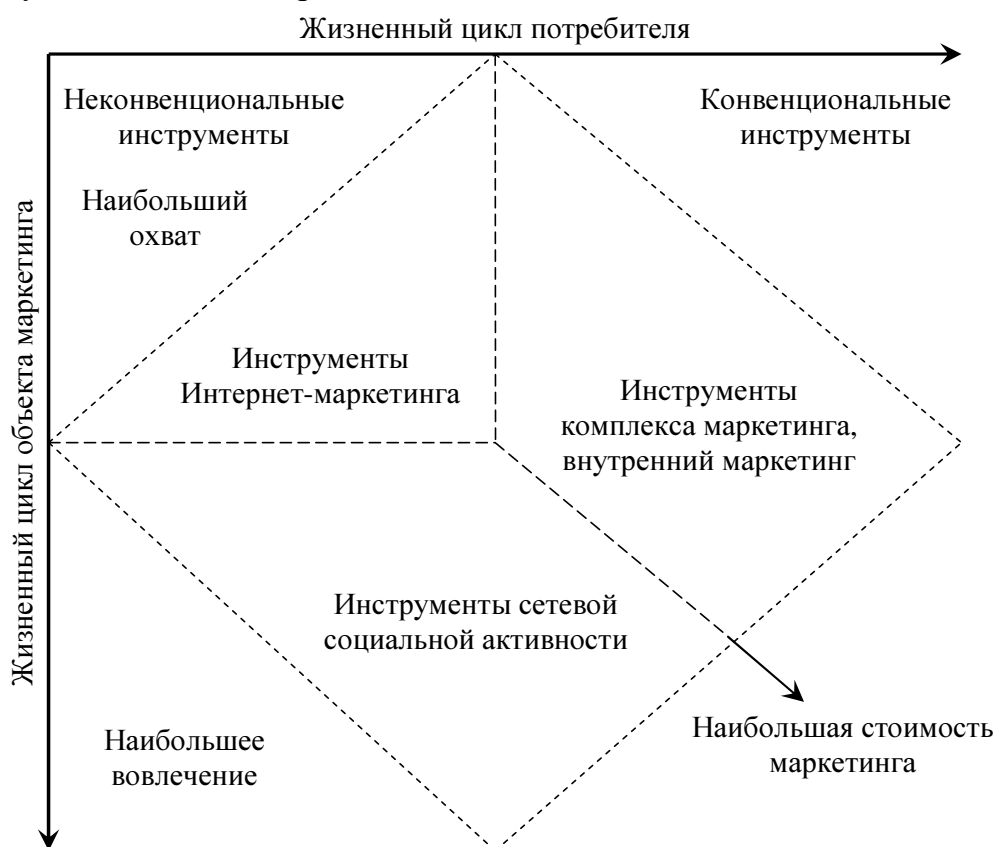 Жизненный цикл потребителя
Неконвенциональные
инструменты
Конвенциональные
инструменты
Наибольший
охват
Жизненный цикл объекта маркетинга
Инструменты
Интернет-маркетинга
Инструменты
комплекса маркетинга,
внутренний маркетинг
Инструменты сетевой
социальной активности
Наибольшее
вовлечение
Наибольшая стоимость
маркетинга